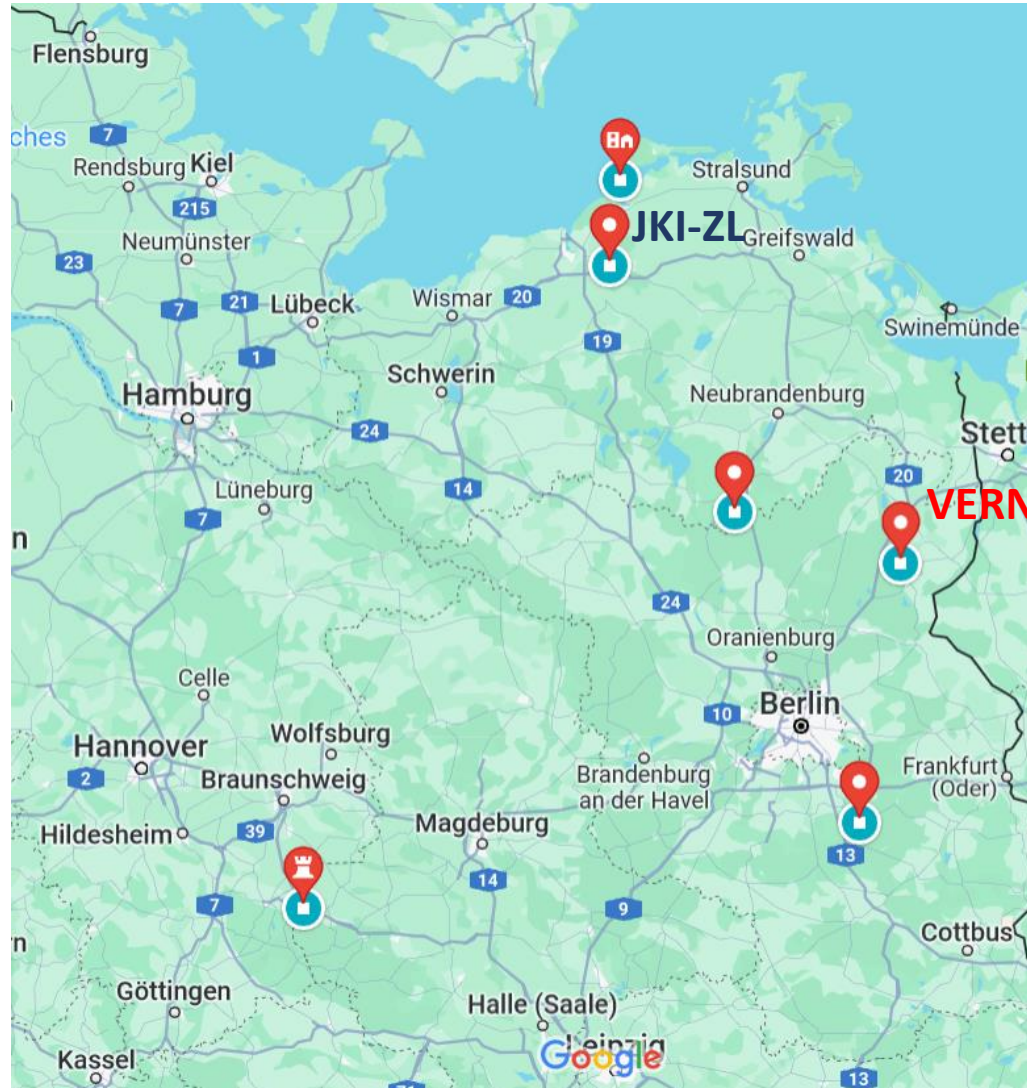 Flensburg
ches
7
Rendsburg
Kiel
215
Stralsund
Neumünster
JKI-ZL
Greifswald
23
7
21
Lübeck
Wismar
20
Swinemünde
1
19
Schwerin
Hamburg
Neubrandenburg
24
Stett
20
14
Lüneburg
VERN
7
n
24
Oranienburg
Celle
Berlin
10
Wolfsburg
Hannover
2
Braunschweig
Brandenburg
an der Havel
Frankfurt
(Oder)
Hildesheim
39
Magdeburg
13
14
7
9
Cottbus
rn
Göttingen
Halle (Saale)
Leipzig
Google
Kassel
13
71